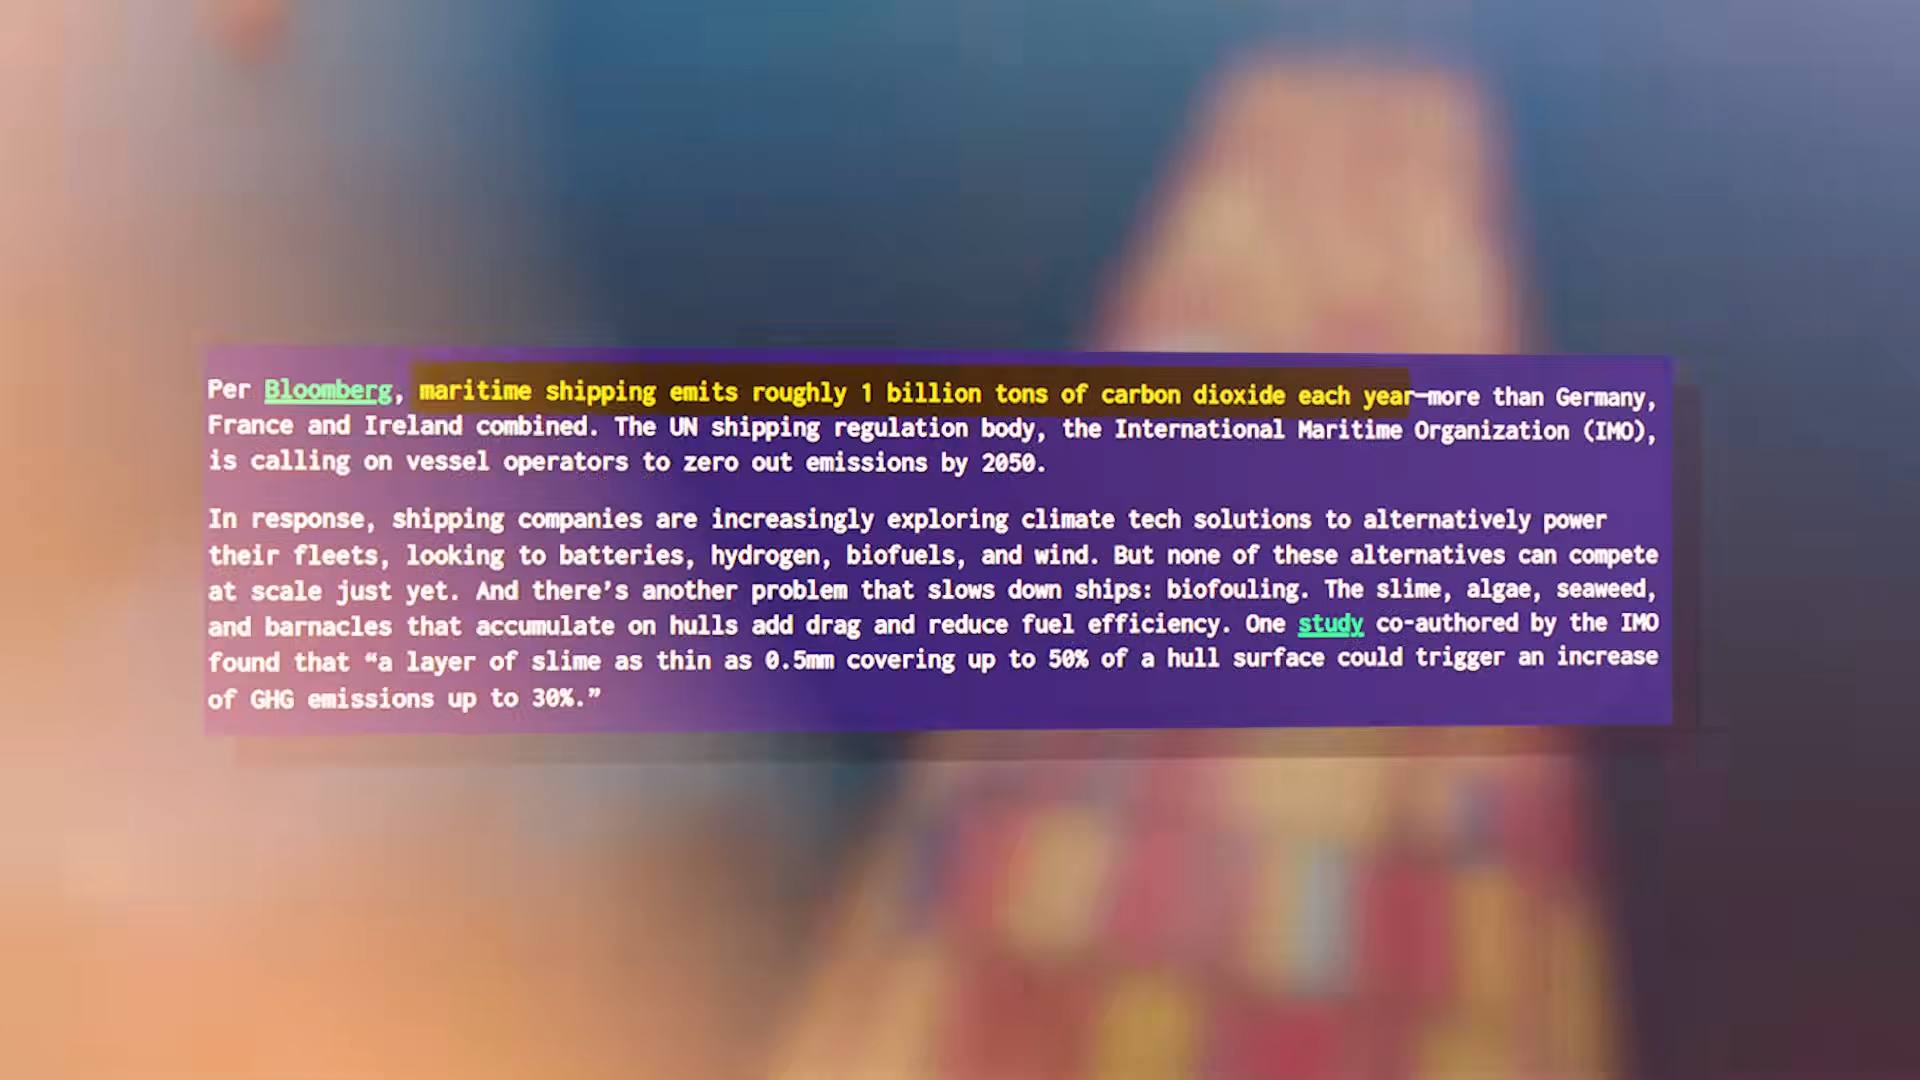 Per Bloomberg, maritime shipping emits roughly 1 billion tons of carbon dioxide each year—more than Germany,
France and Ireland combined. The UN shipping regulation body, the International Maritime Organization (IMO),
is calling on vessel operators to zero out emissions by 2050.
In response, shipping companies are increasingly exploring climate tech solutions to alternatively power
their fleets, looking to batteries, hydrogen, biofuels, and wind. But none of these alternatives can compete
at scale just yet. And there’s another problem that slows down ships: biofouling. The slime, algae, seaweed,
and barnacles that accumulate on hulls add drag and reduce fuel efficiency. One study co-authored by the IMO
found that “a layer of slime as thin as 0.5mm covering up to 50% of a hull surface could trigger an increase
of GHG emissions up to 30%.”